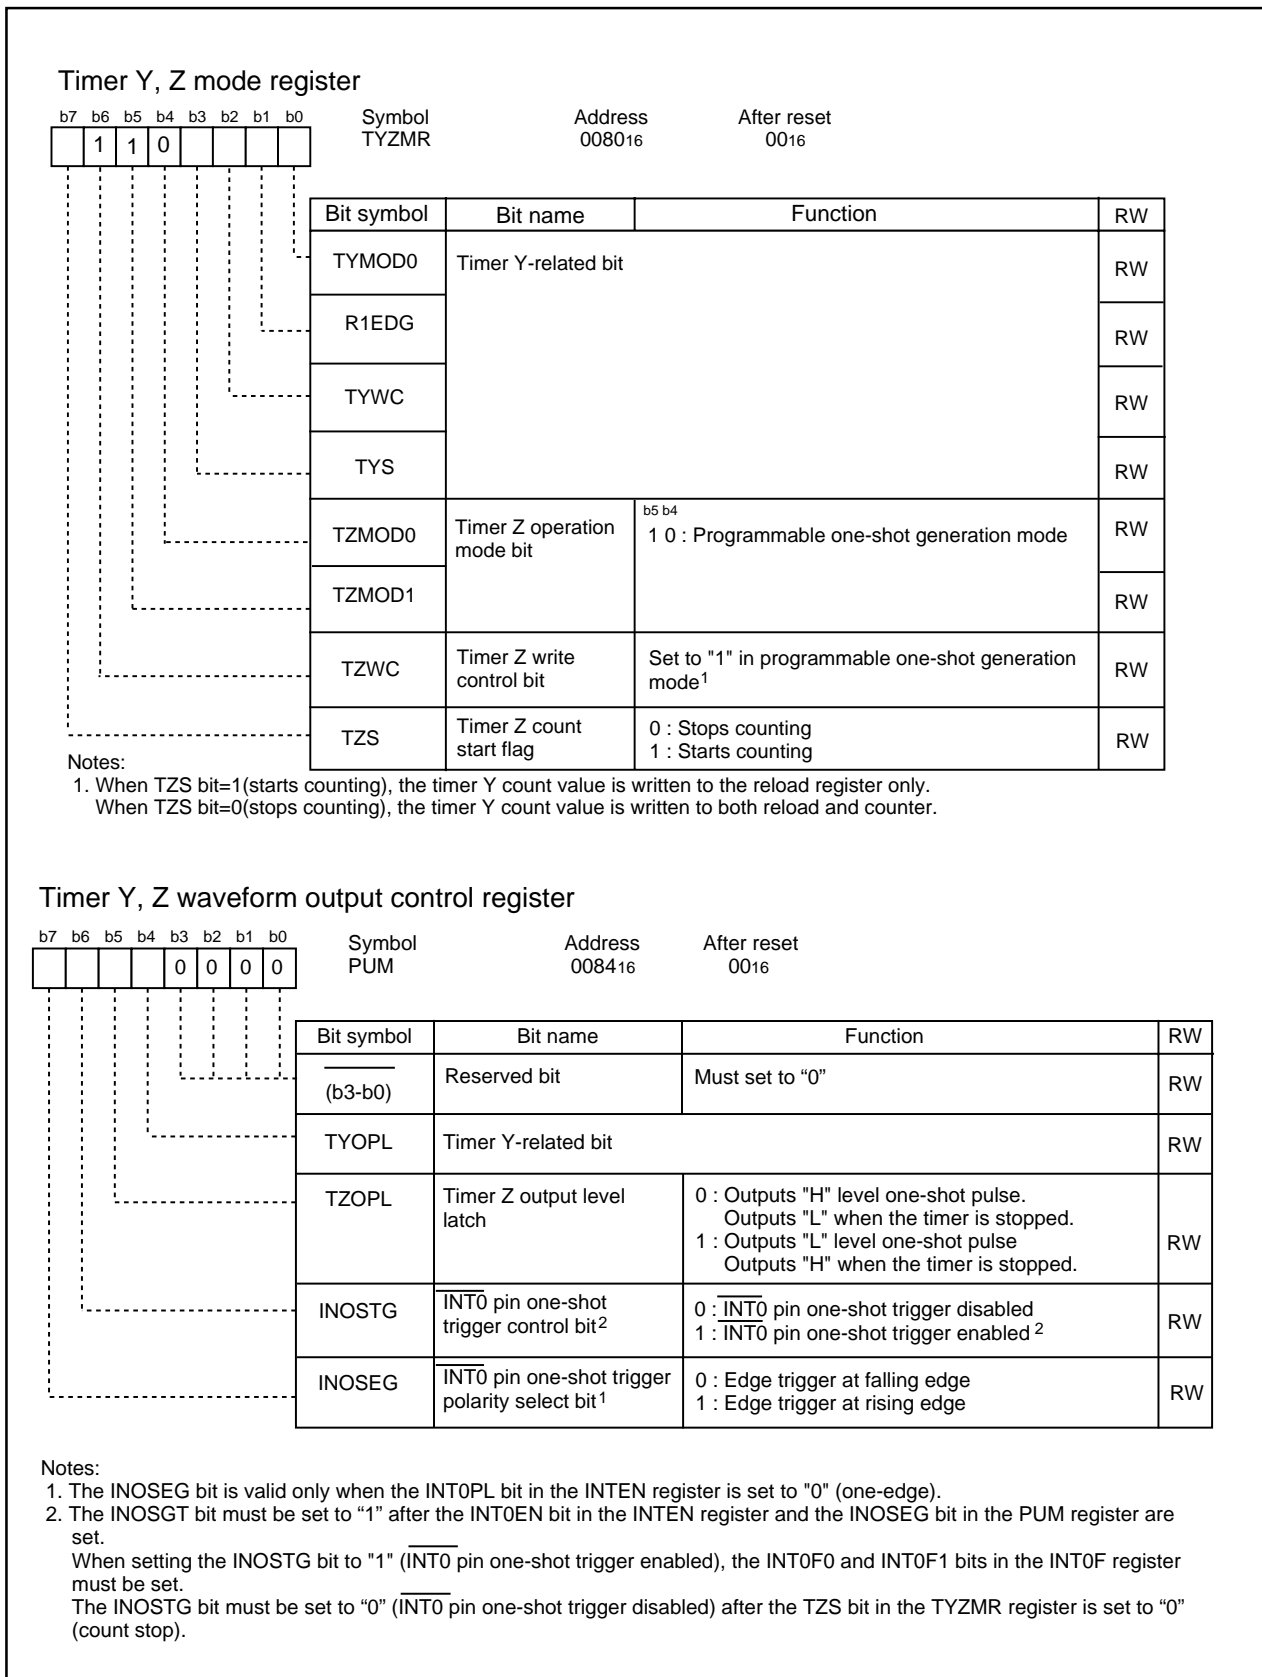 Timer Y, Z mode register
b7 b6 b5 b4 b3 b2 b1 b0
Symbol Address After reset
TYZMR 008016 0016
1 1 0
Bit symbol Bit name Function RW
TYMOD0 Timer Y-related bit RW
R1EDG RW
TYWC RW
TYS RW
TZMOD0 Timer Z operation mode bit RW
b5 b4
1 0 : Programmable one-shot generation mode
TZMOD1 RW
TZWC Timer Z write control bit Set to "1" in programmable one-shot generation mode1 RW
TZS Timer Z count start flag 0 : Stops counting RW
1 : Starts counting
Notes:
1. When TZS bit=1(starts counting), the timer Y count value is written to the reload register only.
When TZS bit=0(stops counting), the timer Y count value is written to both reload and counter.
Timer Y, Z waveform output control register
b7 b6 b5 b4 b3 b2 b1 b0
Symbol Address After reset
PUM 008416 0016
0 0 0 0
Bit symbol Bit name Function RW
(b3-b0) Reserved bit Must set to “0” RW
TYOPL Timer Y-related bit RW
TZOPL Timer Z output level latch 0 : Outputs "H" level one-shot pulse.
Outputs "L" when the timer is stopped.
1 : Outputs "L" level one-shot pulse
Outputs "H" when the timer is stopped. RW
INOSTG INT0 pin one-shot trigger control bit2 0 : INT0 pin one-shot trigger disabled
1 : INT0 pin one-shot trigger enabled 2 RW
INOSEG INT0 pin one-shot trigger polarity select bit1 0 : Edge trigger at falling edge
1 : Edge trigger at rising edge RW
Notes:
1. The INOSEG bit is valid only when the INT0PL bit in the INTEN register is set to "0" (one-edge).
2. The INOSGT bit must be set to “1” after the INT0EN bit in the INTEN register and the INOSEG bit in the PUM register are
set.
When setting the INOSTG bit to "1" (INT0 pin one-shot trigger enabled), the INT0F0 and INT0F1 bits in the INT0F register
must be set.
The INOSTG bit must be set to “0” (INT0 pin one-shot trigger disabled) after the TZS bit in the TYZMR register is set to “0”
(count stop).